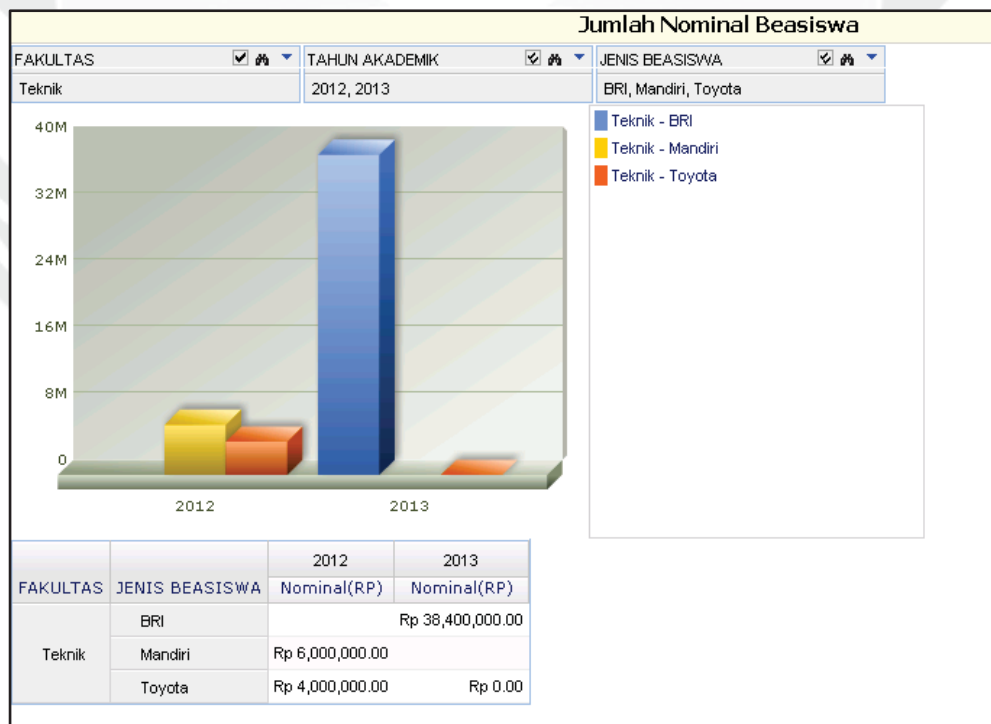 Jumlah Nominal Beasiswa
FAKULTAS TAHUN AKADEMIK JENIS BEASISWA
Teknik 2012, 2013 BRI, Mandiri, Toyota
Teknik - BRI
Teknik - Mandiri
Teknik - Toyota
40M
32M
24M
16M
8M
0
2012 2013
2012 2013
FAKULTAS JENIS BEASISWA Nominal(RP) Nominal(RP)
BRI Rp 38,400,000.00
Teknik Mandiri Rp 6,000,000.00
Toyota Rp 4,000,000.00 Rp 0.00